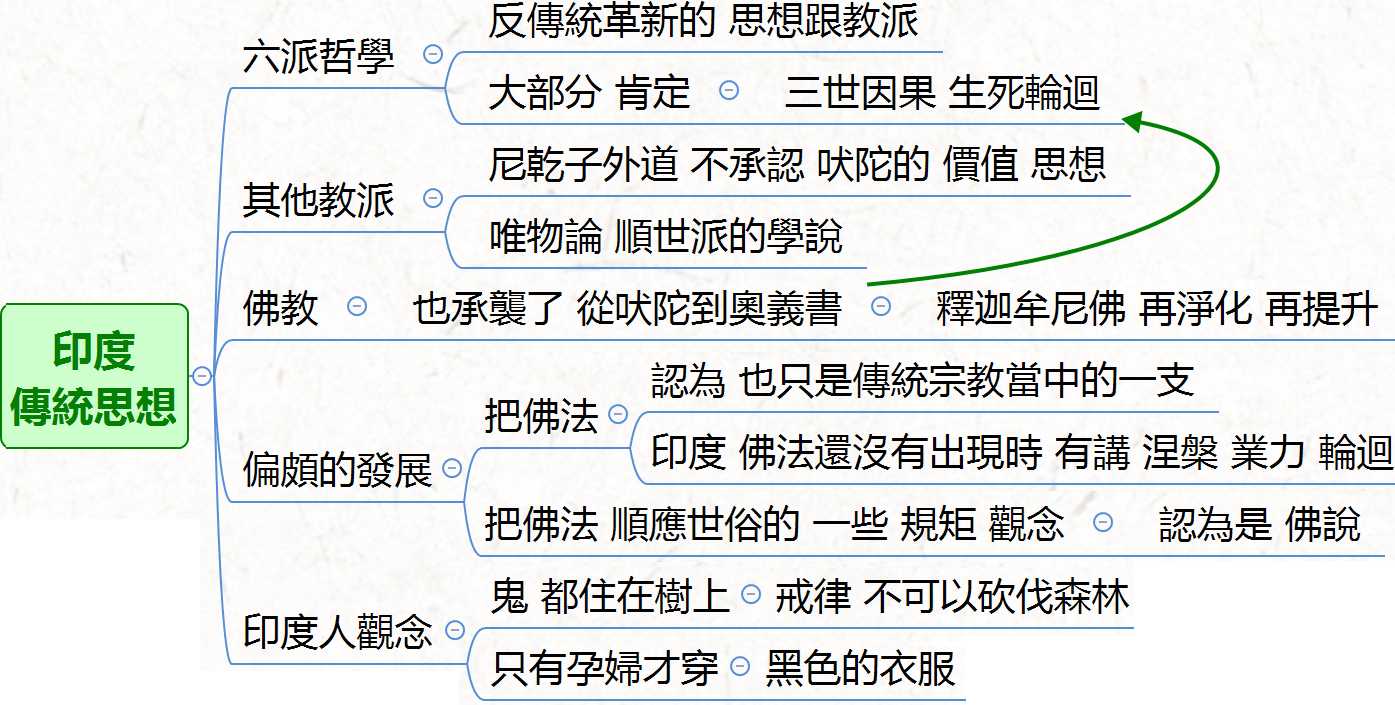 反傳統革新的 思想跟教派
六派哲學
大部分 肯定 三世因果 生死輪迴
尼乾子外道 不承認 吠陀的 價值 思想
其他教派
唯物論 順世派的學說
佛教 也承襲了 從吠陀到奧義書 釋迦牟尼佛 再淨化 再提升
印度
傳統思想
認為 也只是傳統宗教當中的一支
把佛法
印度 佛法還沒有出現時 有講 涅槃 業力 輪迴
偏頗的發展
把佛法 順應世俗的 一些 規矩 觀念 認為是 佛說
鬼 都住在樹上 戒律 不可以砍伐森林
印度人觀念
只有孕婦才穿 黑色的衣服